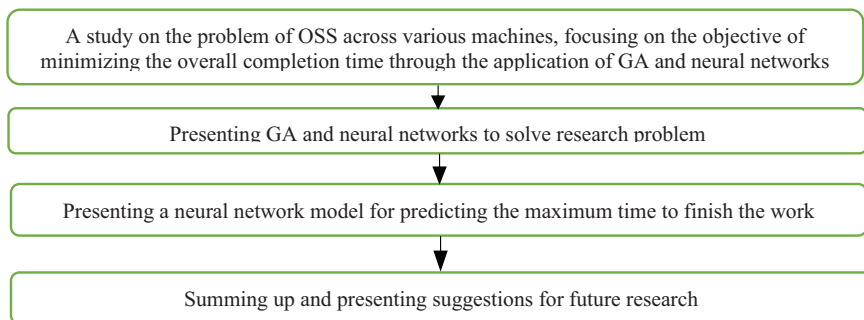 A study on the problem of OSS across various machines, focusing on the objective of
minimizing the overall completion time through the application of GA and neural networks
Presenting GA and neural networks to solve research problem
Presenting a neural network model for predicting the maximum time to finish the work
Summing up and presenting suggestions for future research